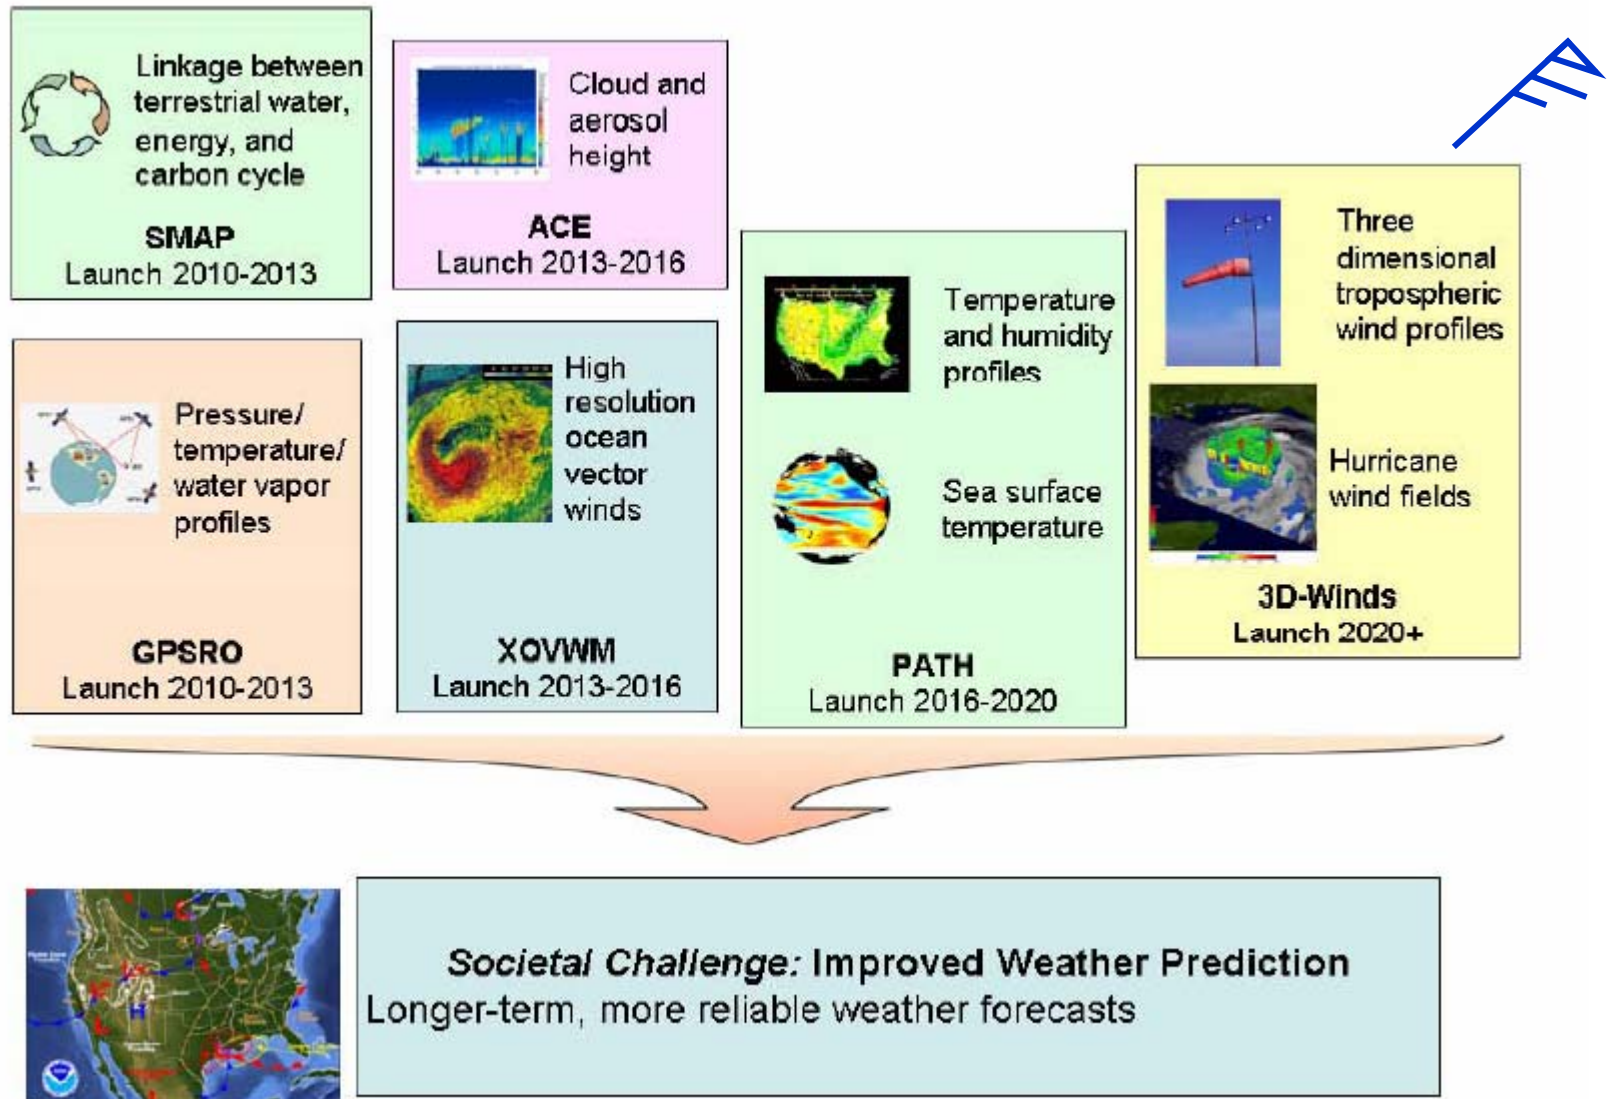 Linkage between
terrestrial water,
energy, and
carbon cycle
SMAP
Launch 2010-2013
Cloud and
aerosol
height
ACE
Launch 2013-2016
Pressure/
temperature/
water vapor
profiles
GPSRO
Launch 2010-2013
High
resolution
ocean
vector
winds
XOVWM
Launch 2013-2016
Temperature
and humidity
profiles
Sea surface
temperature
PATH
Launch 2016-2020
Three
dimensional
tropospheric
wind profiles
Hurricane
wind fields
3D-Winds
Launch 2020+
Societal Challenge: Improved Weather Prediction
Longer-term, more reliable weather forecasts
H
L